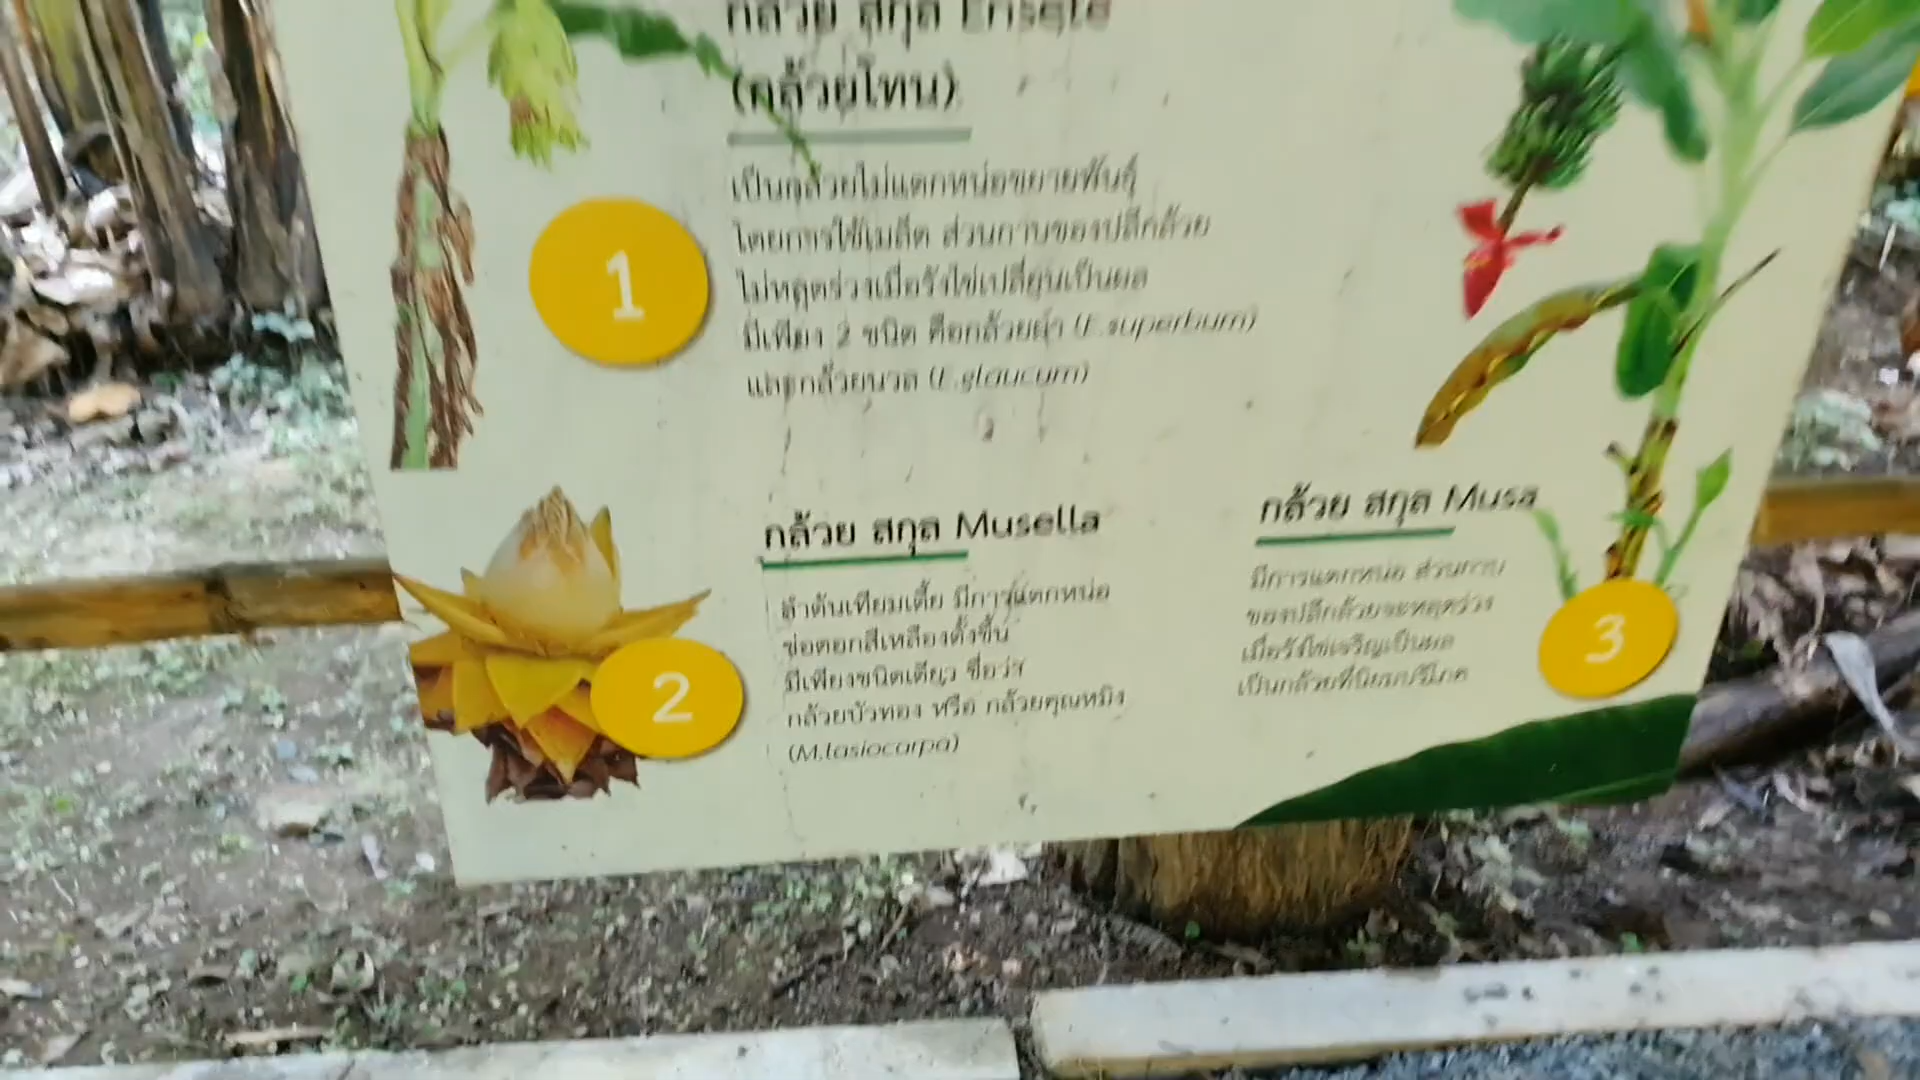 กล้วย สกุล Ensete
(กล้วยโทน)
เป็นกล้วยไม่แตกหน่อขยายพันธุ์
โดยการใช้เมล็ด ส่วนกาบของปลีกล้วย
ไม่หลุดร่วงเมื่อรังไข่เปลี่ยนเป็นผล
มีเพียง 2 ชนิด คือกล้วยผา (E.superbum)
และกล้วยนวล (E.glaucum)
1
กล้วย สกุล Musella
ลำต้นเทียมเตี้ย มีการแตกหน่อ
ช่อดอกสีเหลืองตั้งขึ้น
มีเพียงชนิดเดียว ชื่อว่า
กล้วยบัวทอง หรือ กล้วยคุณหมิง
(M.lasiocarpa)
2
กล้วย สกุล Musa
มีการแตกหน่อ ส่วนกาบ
ของปลีกล้วยจะหลุดร่วง
เมื่อรังไข่เจริญเป็นผล
เป็นกล้วยที่นิยมบริโภค
3